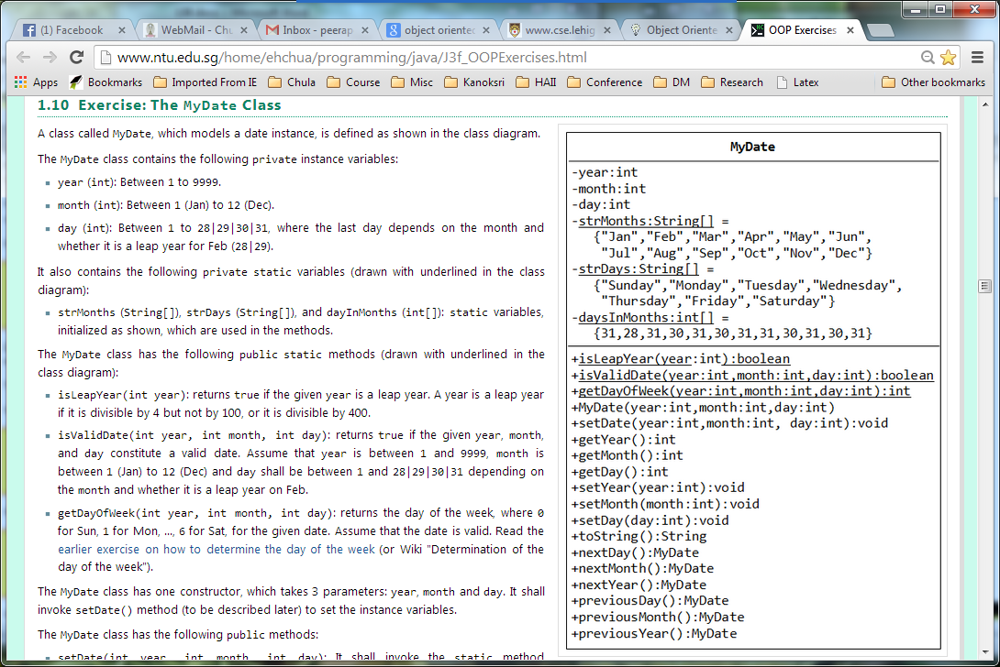 (1) Facebook
WebMail - Chu
Inbox - peerap
object oriented
www.cse.lehig
Object Oriente
OOP Exercises
www.ntu.edu.sg/home/ehchua/programming/java/J3f_OOPExercises.html
Apps
Bookmarks
Imported From IE
Chula
Course
Misc
Kanoksri
HAII
Conference
DM
Research
Latex
Other bookmarks
1.10 Exercise: The MyDate Class
A class called MyDate, which models a date instance, is defined as shown in the class diagram.
The MyDate class contains the following private instance variables:
year (int): Between 1 to 9999.
month (int): Between 1 (Jan) to 12 (Dec).
day (int): Between 1 to 28|29|30|31, where the last day depends on the month and
whether it is a leap year for Feb (28|29).
It also contains the following private static variables (drawn with underlined in the class
diagram):
strMonths (String[]), strDays (String[]), and dayInMonths (int[]): static variables,
initialized as shown, which are used in the methods.
The MyDate class has the following public static methods (drawn with underlined in the
class diagram):
isLeapYear(int year): returns true if the given year is a leap year. A year is a leap year
if it is divisible by 4 but not by 100, or it is divisible by 400.
isValidDate(int year, int month, int day): returns true if the given year, month,
and day constitute a valid date. Assume that year is between 1 and 9999, month is
between 1 (Jan) to 12 (Dec) and day shall be between 1 and 28|29|30|31 depending on
the month and whether it is a leap year on Feb.
getDayOfWeek(int year, int month, int day): returns the day of the week, where 0
for Sun, 1 for Mon, ..., 6 for Sat, for the given date. Assume that the date is valid. Read the
earlier exercise on how to determine the day of the week (or Wiki "Determination of the
day of the week").
The MyDate class has one constructor, which takes 3 parameters: year, month and day. It shall
invoke setDate() method (to be described later) to set the instance variables.
The MyDate class has the following public methods:
setDate(int year, int month, int day): It shall invoke the static method
MyDate
-year:int
-month:int
-day:int
-strMonths:String[] =
{"Jan","Feb","Mar","Apr","May","Jun",
"Jul","Aug","Sep","Oct","Nov","Dec"}
-strDays:String[] =
{"Sunday","Monday","Tuesday","Wednesday",
"Thursday","Friday","Saturday"}
-daysInMonths:int[] =
{31,28,31,30,31,30,31,31,30,31,30,31}
+isLeapYear(year:int):boolean
+isValidDate(year:int,month:int,day:int):boolean
+getDayOfWeek(year:int,month:int,day:int):int
+MyDate(year:int,month:int,day:int)
+setDate(year:int,month:int, day:int):void
+getYear():int
+getMonth():int
+getDay():int
+setYear(year:int):void
+setMonth(month:int):void
+setDay(day:int):void
+toString():String
+nextDay():MyDate
+nextMonth():MyDate
+nextYear():MyDate
+previousDay():MyDate
+previousMonth():MyDate
+previousYear():MyDate